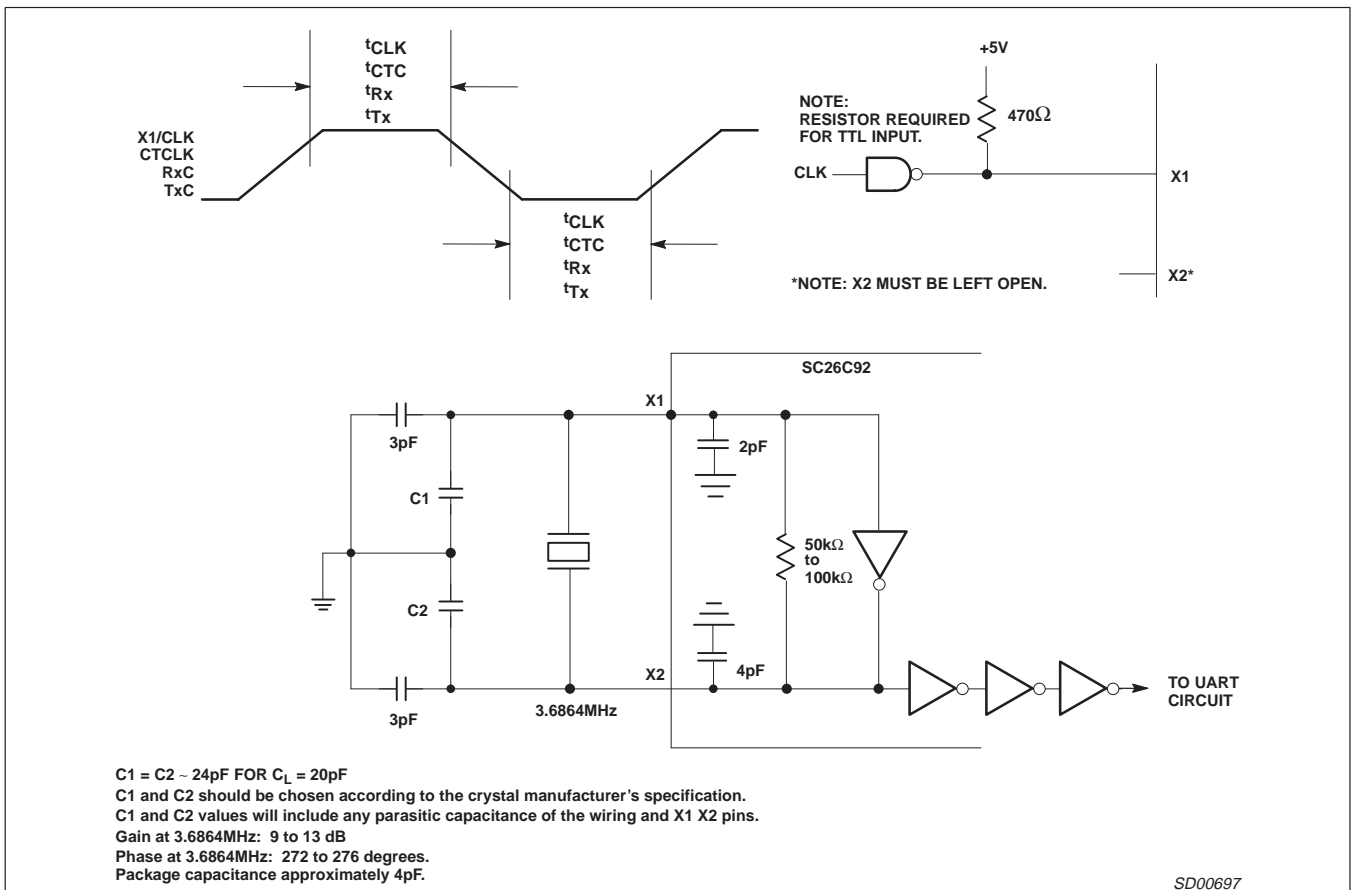 tCLK
tCTC
tRx
tTx
X1/CLK
CTCLK
RxC
TxC
tCLK
tCTC
tRx
tTx
+5V
NOTE:
RESISTOR REQUIRED
FOR TTL INPUT.
470Ω
CLK
X1
X2*
*NOTE: X2 MUST BE LEFT OPEN.
SC26C92
X1
3pF
2pF
C1
50kΩ
to
100kΩ
C2
4pF
X2
3pF
3.6864MHz
TO UART
CIRCUIT
C1 = C2 ~ 24pF FOR CL = 20pF
C1 and C2 should be chosen according to the crystal manufacturer's specification.
C1 and C2 values will include any parasitic capacitance of the wiring and X1 X2 pins.
Gain at 3.6864MHz: 9 to 13 dB
Phase at 3.6864MHz: 272 to 276 degrees.
Package capacitance approximately 4pF.
SD00697